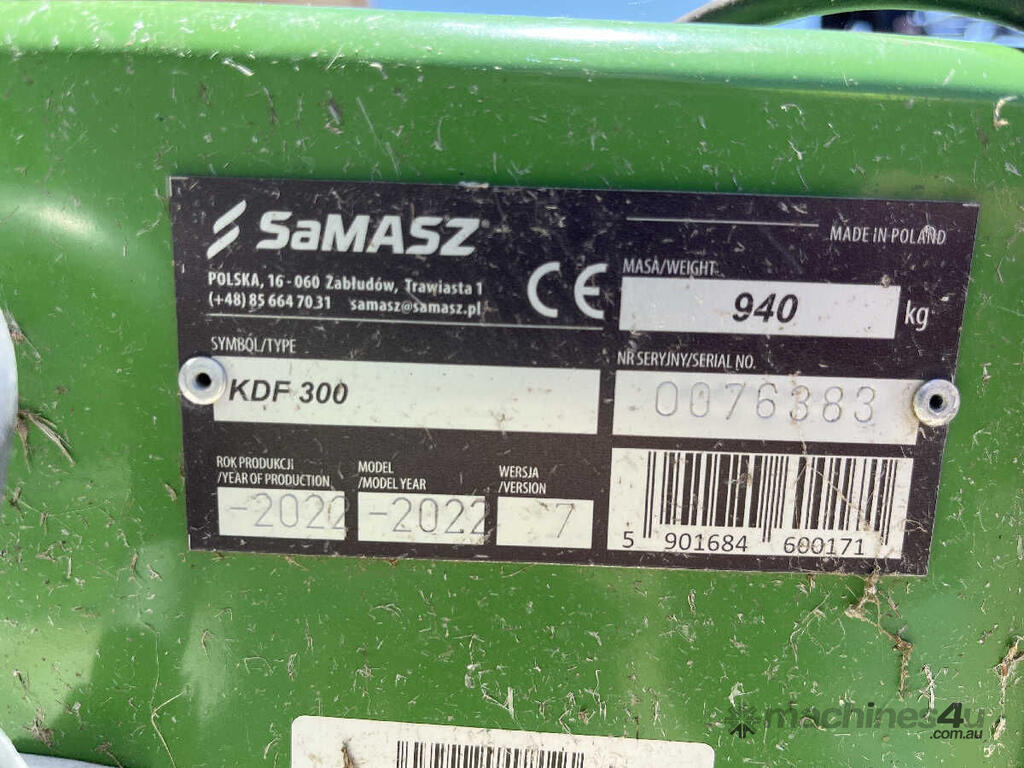 SaMASZ
POLSKA, 16 - 060 Zabłudów, Trawiasta 1
(+48) 85 664 70 31 samasz@samasz.pl
CE
MADE IN POLAND
MASA/WEIGHT
940 kg
SYMBOL/TYPE
KDF 300
NR SERYJNY/SERIAL NO.
0076383
ROK PRODUKCJI
/YEAR OF PRODUCTION
-2022
MODEL
/MODEL YEAR
-2022
WERSJA
/VERSION
7
5 901684 600171
machines4u
.com.au